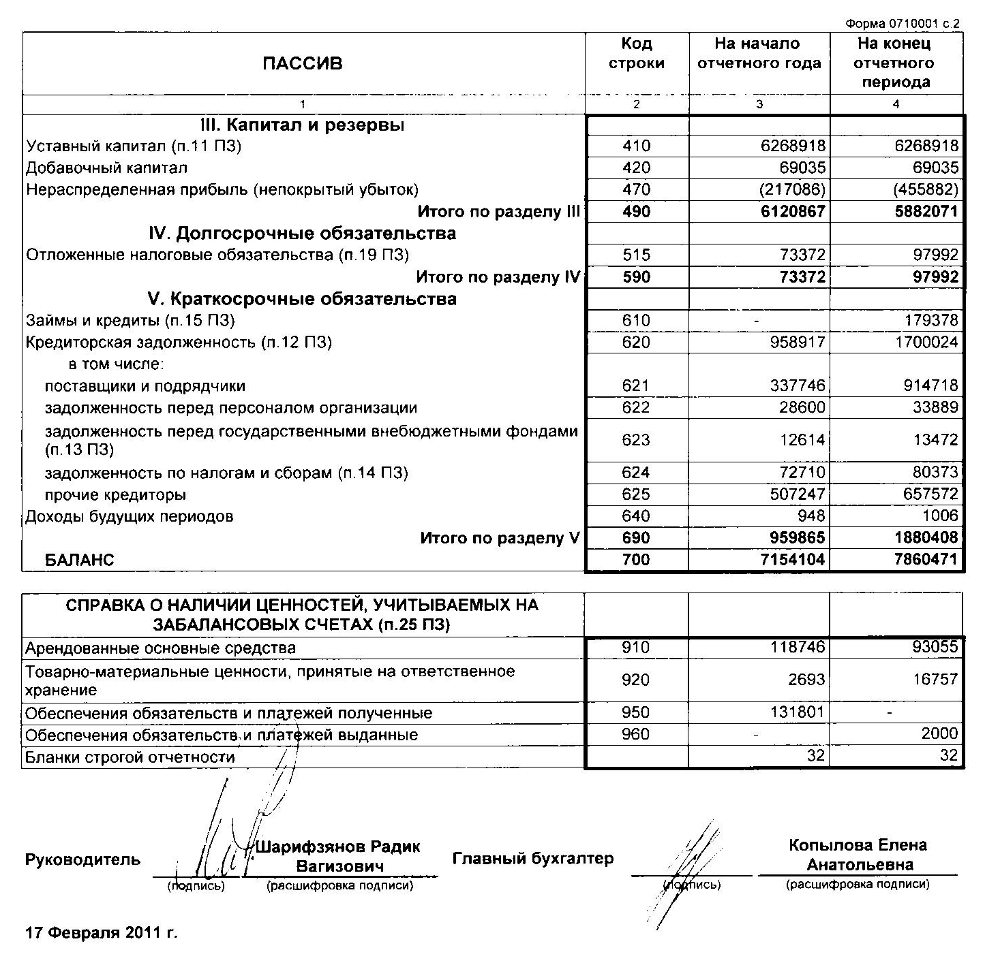 Форма 0710001 с.2
ПАССИВ | Код строки | На начало отчетного года | На конец отчетного периода
1 | 2 | 3 | 4
III. Капитал и резервы
Уставный капитал (п.11 ПЗ) | 410 | 6268918 | 6268918
Добавочный капитал | 420 | 69035 | 69035
Нераспределенная прибыль (непокрытый убыток) | 470 | (217086) | (455882)
Итого по разделу III | 490 | 6120867 | 5882071
IV. Долгосрочные обязательства
Отложенные налоговые обязательства (п.19 ПЗ) | 515 | 73372 | 97992
Итого по разделу IV | 590 | 73372 | 97992
V. Краткосрочные обязательства
Займы и кредиты (п.15 ПЗ) | 610 | - | 179378
Кредиторская задолженность (п.12 ПЗ) | 620 | 958917 | 1700024
в том числе:
поставщики и подрядчики | 621 | 337746 | 914718
задолженность перед персоналом организации | 622 | 28600 | 33889
задолженность перед государственными внебюджетными фондами
(п.13 ПЗ) | 623 | 12614 | 13472
задолженность по налогам и сборам (п.14 ПЗ) | 624 | 72710 | 80373
прочие кредиторы | 625 | 507247 | 657572
Доходы будущих периодов | 640 | 948 | 1006
Итого по разделу V | 690 | 959865 | 1880408
БАЛАНС | 700 | 7154104 | 7860471
СПРАВКА О НАЛИЧИИ ЦЕННОСТЕЙ, УЧИТЫВАЕМЫХ НА
ЗАБАЛАНСОВЫХ СЧЕТАХ (п.25 ПЗ)
Арендованные основные средства | 910 | 118746 | 93055
Товарно-материальные ценности, принятые на ответственное
хранение | 920 | 2693 | 16757
Обеспечения обязательств и платежей полученные | 950 | 131801 | -
Обеспечения обязательств и платежей выданные | 960 | - | 2000
Бланки строгой отчетности | 32 | 32
Руководитель
Шарифзянов Радик
Вагизович
(подпись) (расшифровка подписи)
Главный бухгалтер
Копылова Елена
Анатольевна
(подпись) (расшифровка подписи)
17 Февраля 2011 г.